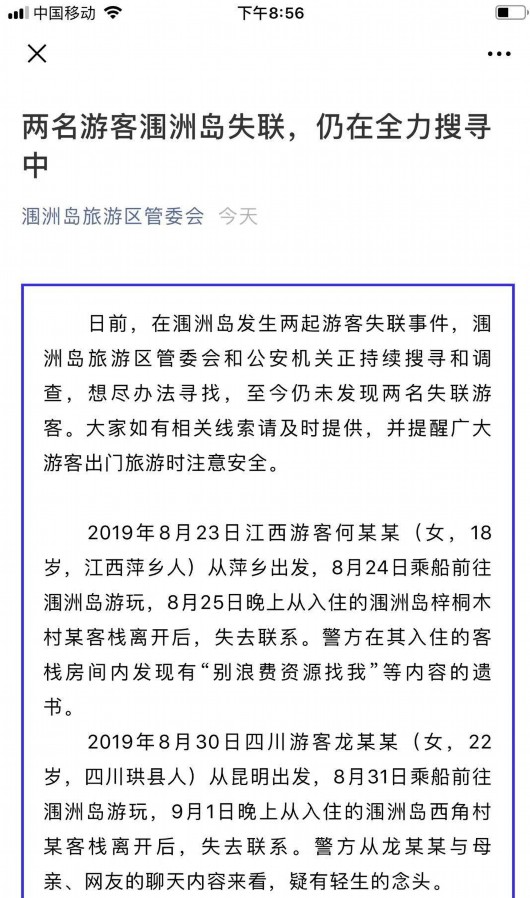 中国移动 下午8:56
两名游客涠洲岛失联，仍在全力搜寻
中
涠洲岛旅游区管委会 今天
日前，在涠洲岛发生两起游客失联事件，涠
洲岛旅游区管委会和公安机关正持续搜寻和调
查，想尽办法寻找，至今仍未发现两名失联游
客。大家如有相关线索请及时提供，并提醒广大
游客出门旅游时注意安全。
2019年8月23日江西游客何某某（女，18
岁，江西萍乡人）从萍乡出发，8月24日乘船前往
涠洲岛游玩，8月25日晚上从入住的涠洲岛梓桐木
村某客栈离开后，失去联系。警方在其入住的客
栈房间内发现有“别浪费资源找我”等内容的遗
书。
2019年8月30日四川游客龙某某（女，22
岁，四川珙县人）从昆明出发，8月31日乘船前往
涠洲岛游玩，9月1日晚上从入住的涠洲岛西角村
某客栈离开后，失去联系。警方从龙某某与母
亲、网友的聊天内容来看，疑有轻生的念头。